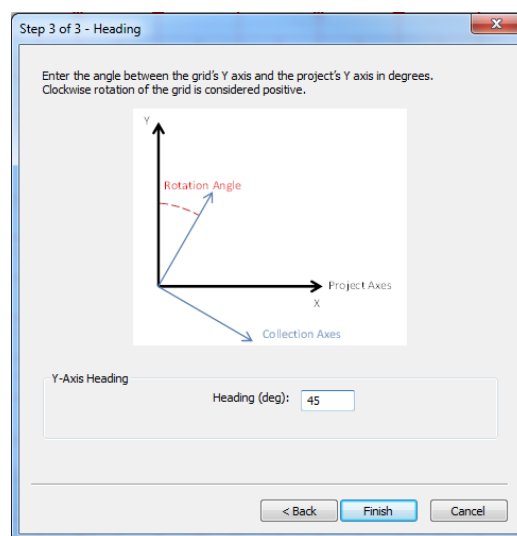 Step 3 of 3 - Heading
Enter the angle between the grid's Y axis and the project's Y axis in degrees.
Clockwise rotation of the grid is considered positive.
Y
Rotation Angle
Project Axes
X
Collection Axes
Y-Axis Heading
Heading (deg): 45
< Back Finish Cancel